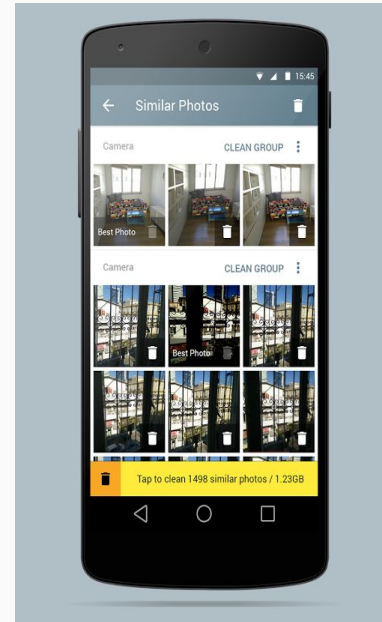 15:45
Similar Photos
Camera CLEAN GROUP
Best Photo
Camera CLEAN GROUP
Best Photo
Tap to clean 1498 similar photos / 1.23GB